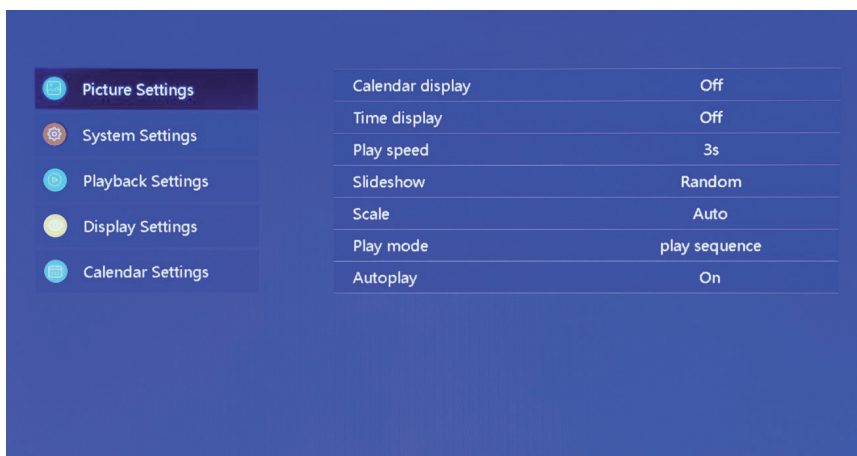 Picture Settings
System Settings
Playback Settings
Display Settings
Calendar Settings
Calendar display Off
Time display Off
Play speed 3s
Slideshow Random
Scale Auto
Play mode play sequence
Autoplay On